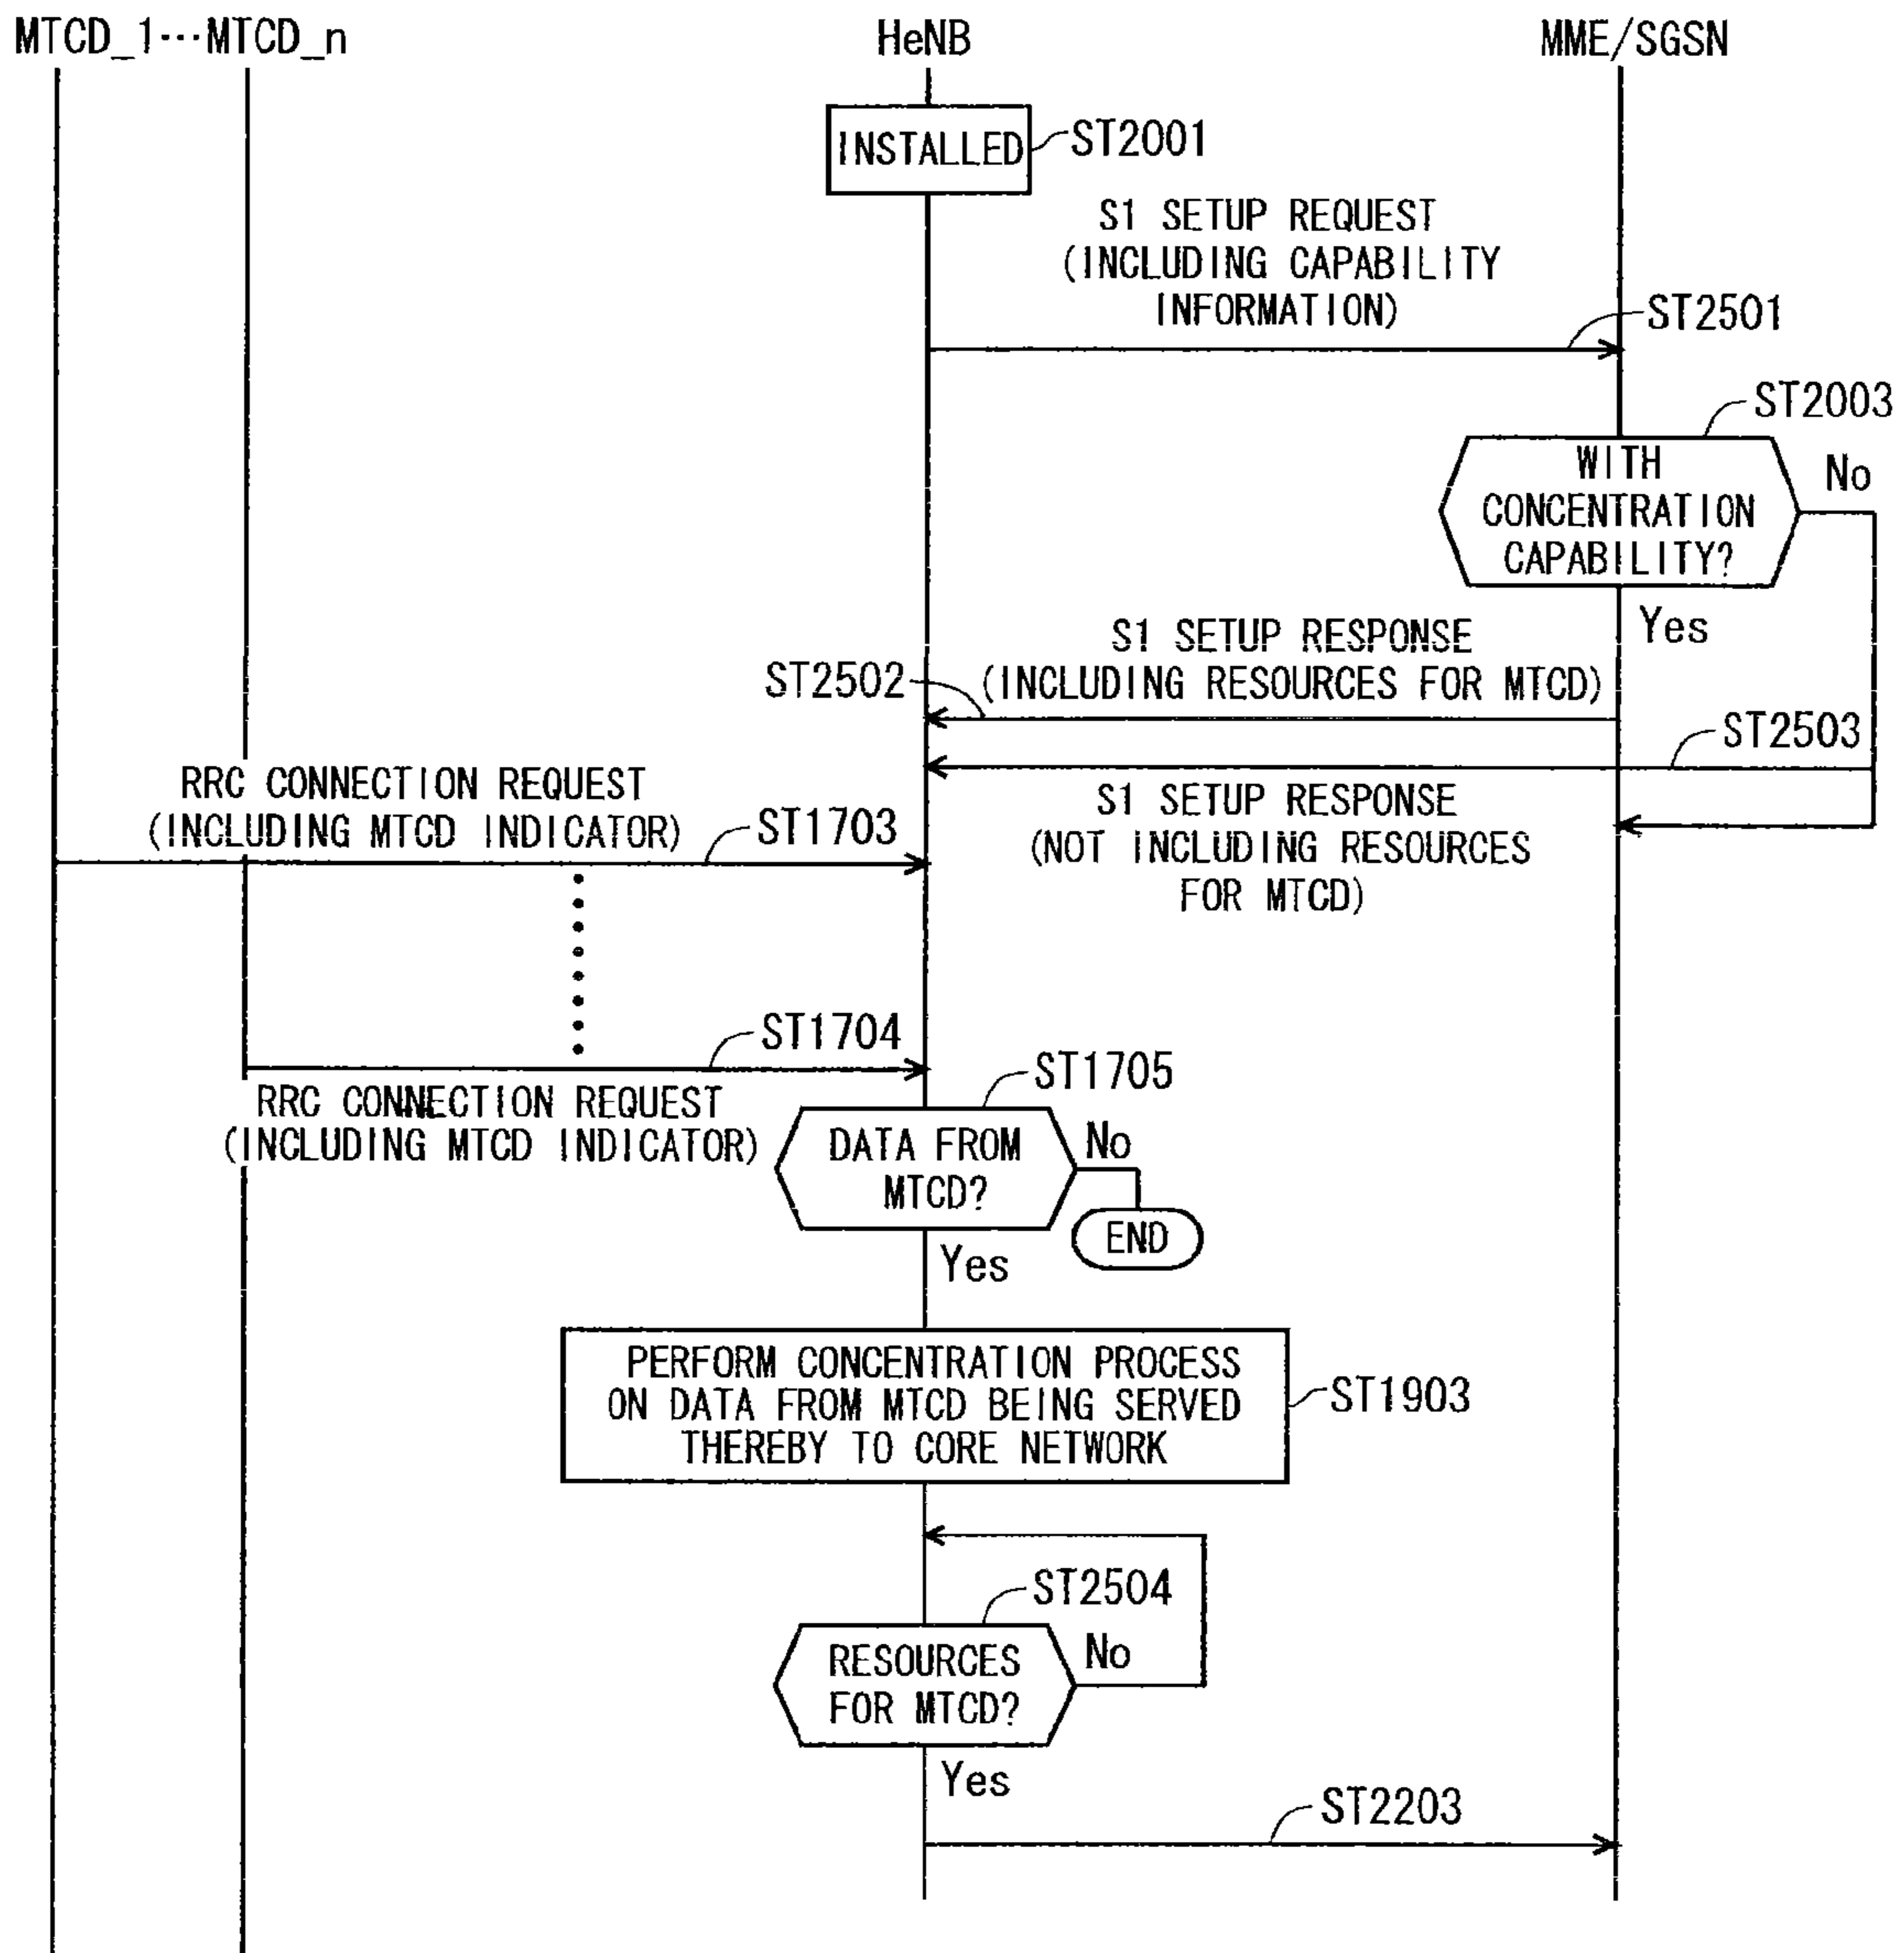 MTCD_1···MTCD_n
HeNB
MME/SGSN
INSTALLED
ST2001
S1 SETUP REQUEST
(INCLUDING CAPABILITY
INFORMATION)
ST2501
ST2003
WITH
CONCENTRATION
CAPABILITY?
No
Yes
S1 SETUP RESPONSE
(INCLUDING RESOURCES FOR MTCD)
ST2502
ST2503
S1 SETUP RESPONSE
(NOT INCLUDING RESOURCES
FOR MTCD)
RRC CONNECTION REQUEST
(INCLUDING MTCD INDICATOR)
ST1703
ST1704
RRC CONNECTION REQUEST
(INCLUDING MTCD INDICATOR)
ST1705
DATA FROM
MTCD?
No
END
Yes
PERFORM CONCENTRATION PROCESS
ON DATA FROM MTCD BEING SERVED
THEREBY TO CORE NETWORK
ST1903
ST2504
RESOURCES
FOR MTCD?
No
Yes
ST2203